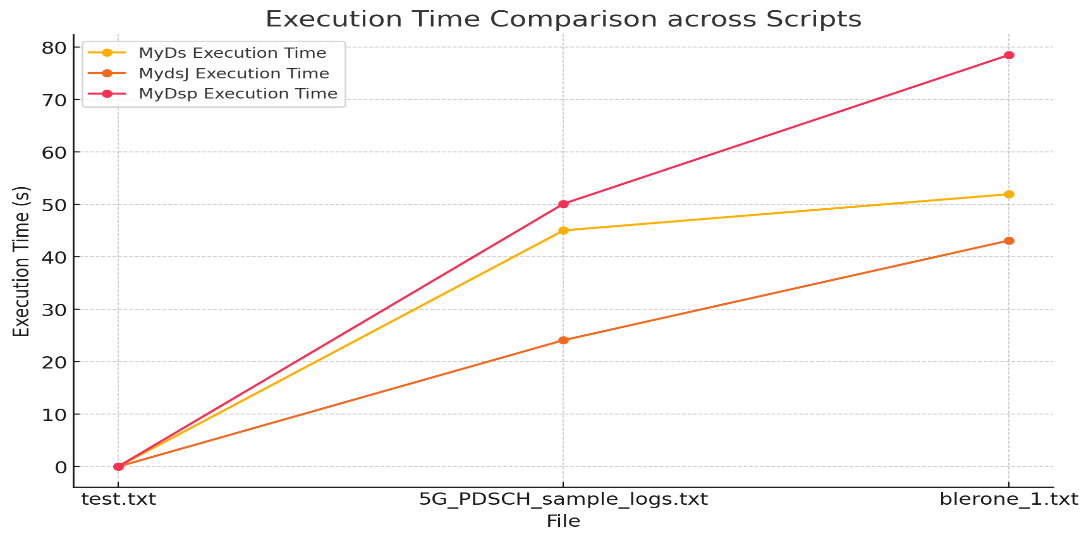 Execution Time Comparison across Scripts
MyDs Execution Time
MydsJ Execution Time
MyDsp Execution Time
Execution Time (s)
80
70
60
50
40
30
20
10
0
test.txt
5G_PDSCH_sample_logs.txt
blerone_1.txt
File